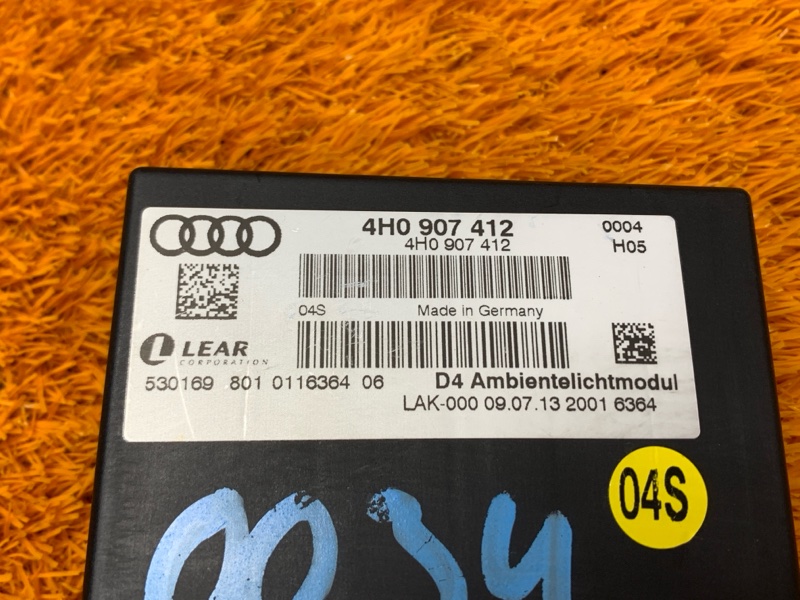 4H0 907 412
4H0 907 412
0004
H05
04S
Made in Germany
LEAR
CORPORATION
530169 801 0116364 06
D4 Ambientelichtmodul
LAK-000 09.07.13 2001 6364
04S